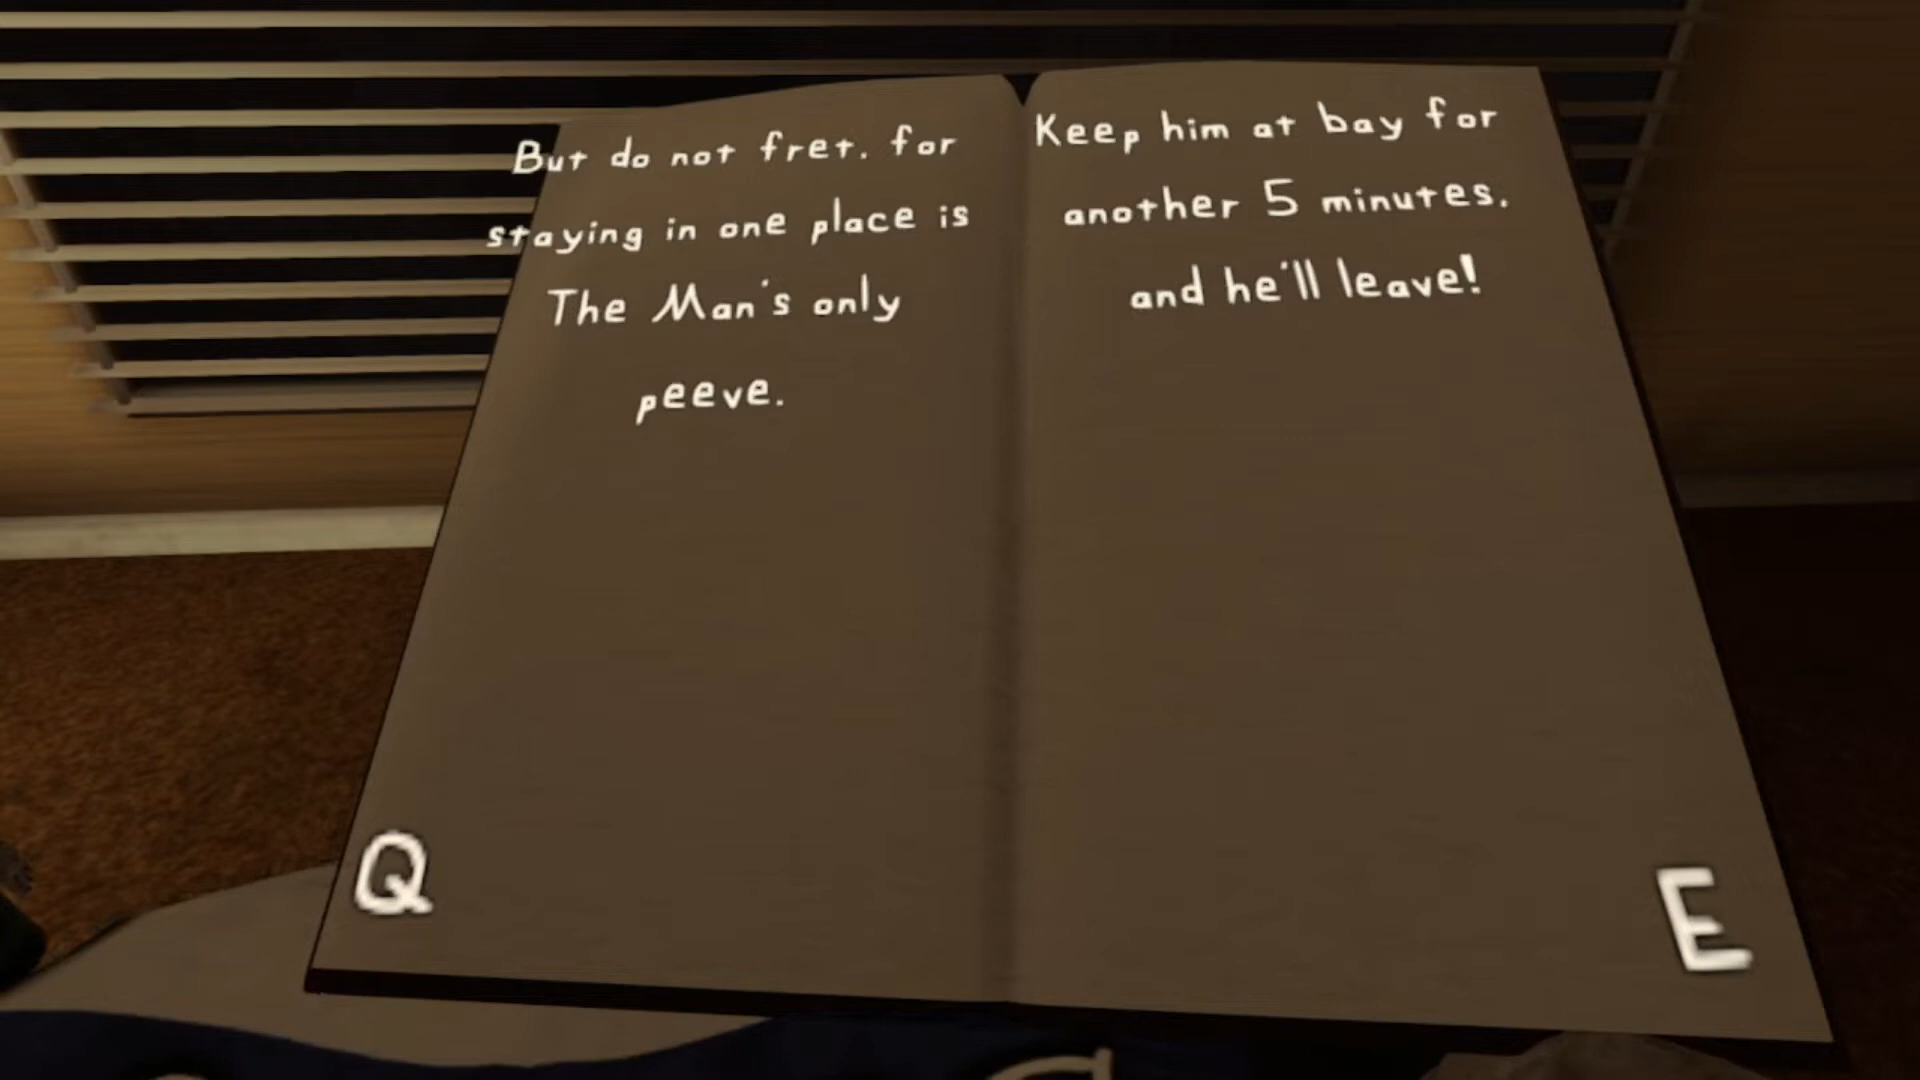 But do not fret. for
staying in one place is
The Man's only
peeve.
Keep him at bay for
another 5 minutes.
and he'll leave!
Q
E